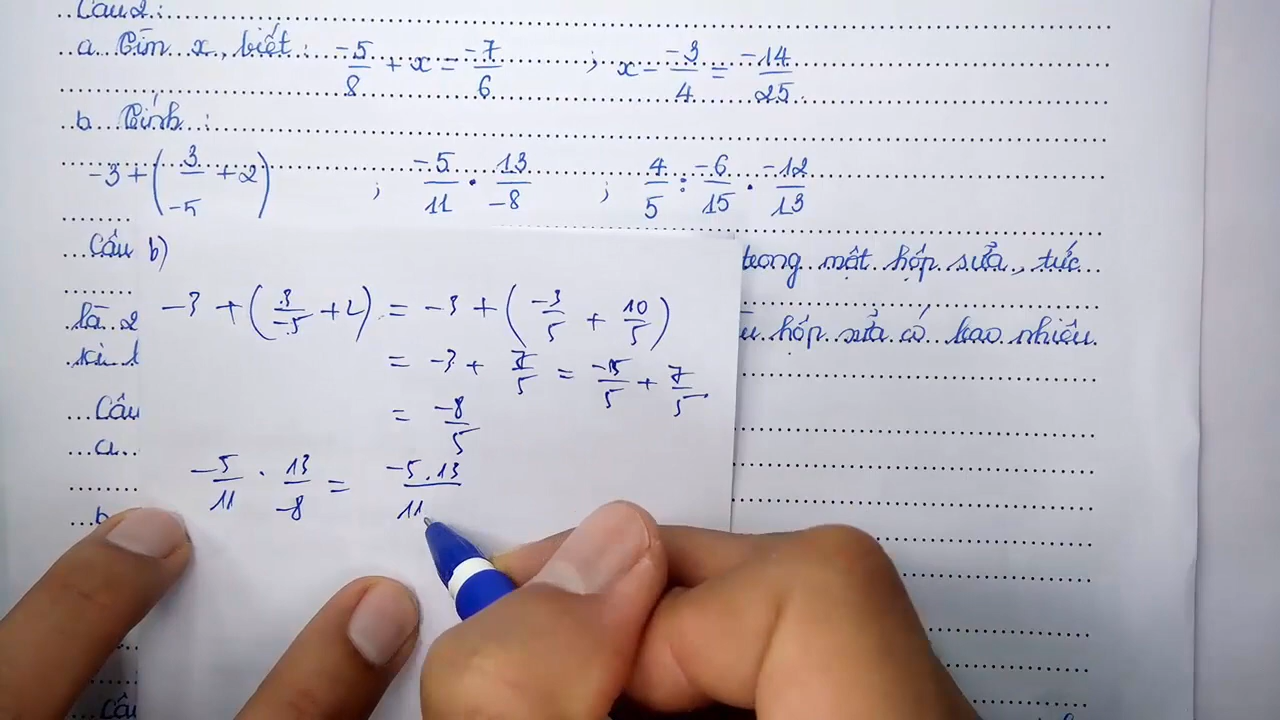 Câu 2:
a Tìm x, biết: -5/8 + x = -7/6 ; x - -3/4 = -14/25
b Tính:
-3 + (3/-5 + 2) ; -5/11 . 13/-8 ; 4/5 : -6/15 . -12/13
Câu b)
trong một hộp sữa, tức
là 2
hộp sữa có bao nhiêu
-3 + (3/-5 + 2) = -3 + (-3/5 + 10/5)
= -3 + 7/5 = -15/5 + 7/5
= -8/5
Câu
a.
-5/11 . 13/-8 = -5.13/11
b
Câu